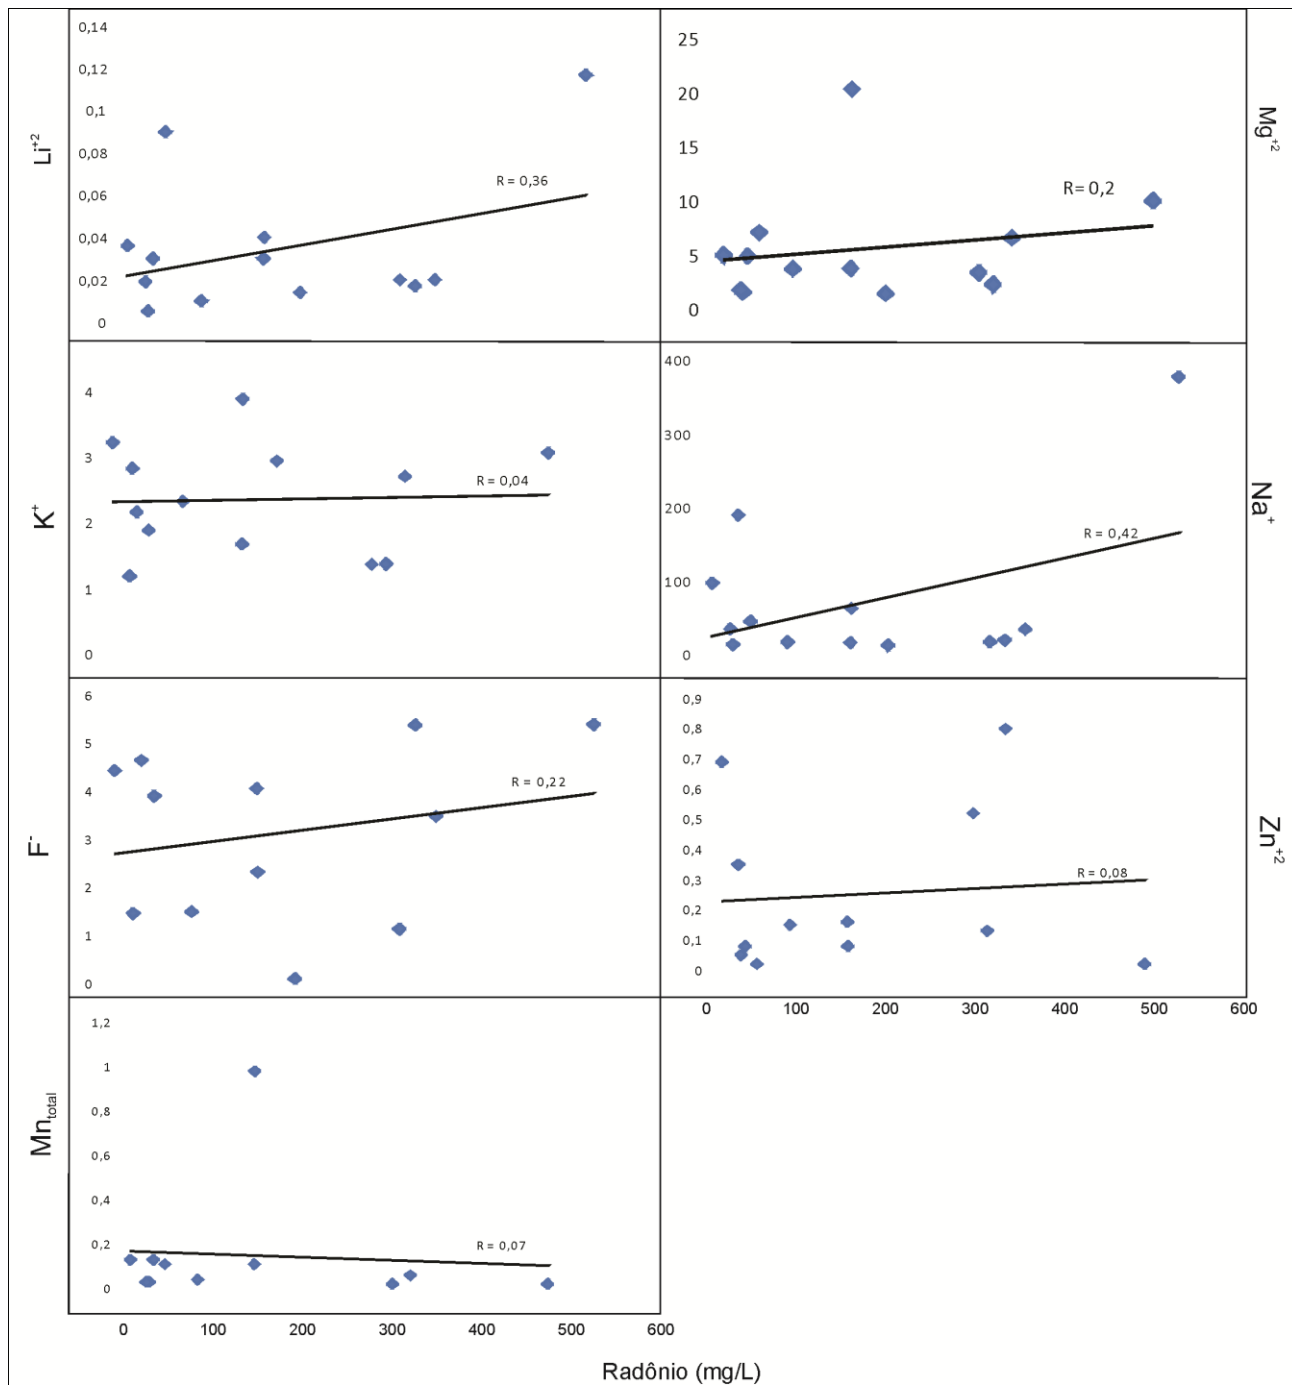 0,14
0,12
0,1
0,08
0,06
0,04
0,02
0
Li+2
R = 0,36
25
20
15
10
5
0
Mg+2
R= 0,2
4
3
2
1
0
K+
R = 0,04
400
300
200
100
0
Na+
R = 0,42
6
5
4
3
2
1
0
F-
R = 0,22
0,9
0,8
0,7
0,6
0,5
0,4
0,3
0,2
0,1
0
Zn+2
R = 0,08
0 100 200 300 400 500 600
1,2
1
0,8
0,6
0,4
0,2
0
Mn total
R = 0,07
0 100 200 300 400 500 600
Radônio (mg/L)